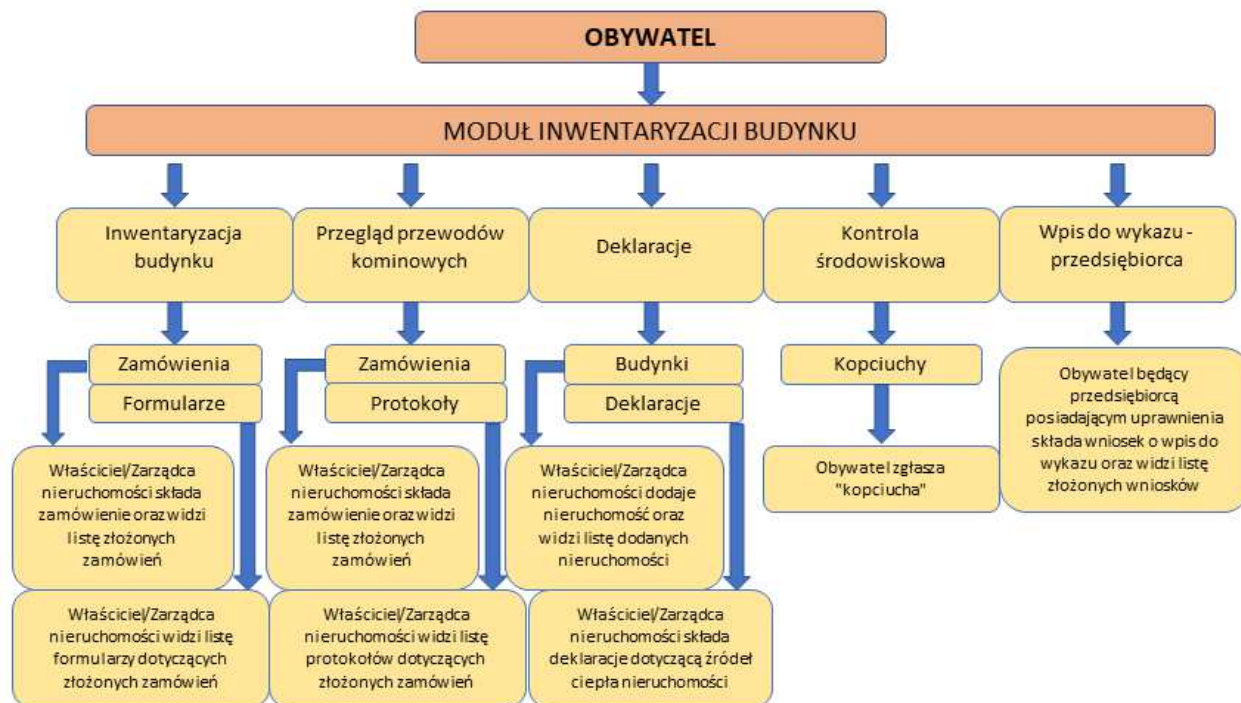 OBYWATEL
MODUŁ INWENTARYZACJI BUDYNKU
Inwentaryzacja
budynku
Przegląd przewodów
kominowych
Deklaracje
Kontrola
środowiskowa
Wpis do wykazu -
przedsiębiorca
Zamówienia
Formularze
Zamówienia
Protokoły
Budynki
Deklaracje
Kopciuchy
Obywatel będący
przedsiębiorcą
posiadającym uprawnienia
składa wniosek o wpis do
wykazu oraz widzi listę
złożonych wniosków
Właściciel/Zarządca
nieruchomości składa
zamówienie oraz widzi
listę złożonych
zamówień
Właściciel/Zarządca
nieruchomości składa
zamówienie oraz widzi
listę złożonych
zamówień
Właściciel/Zarządca
nieruchomości dodaje
nieruchomość oraz
widzi listę dodanych
nieruchomości
Obywatel zgłasza
"kopciucha"
Właściciel/Zarządca
nieruchomości widzi listę
formularzy dotyczących
złożonych zamówień
Właściciel/Zarządca
nieruchomości widzi listę
protokołów dotyczących
złożonych zamówień
Właściciel/Zarządca
nieruchomości składa
deklaracje dotyczącą źródeł
ciepła nieruchomości